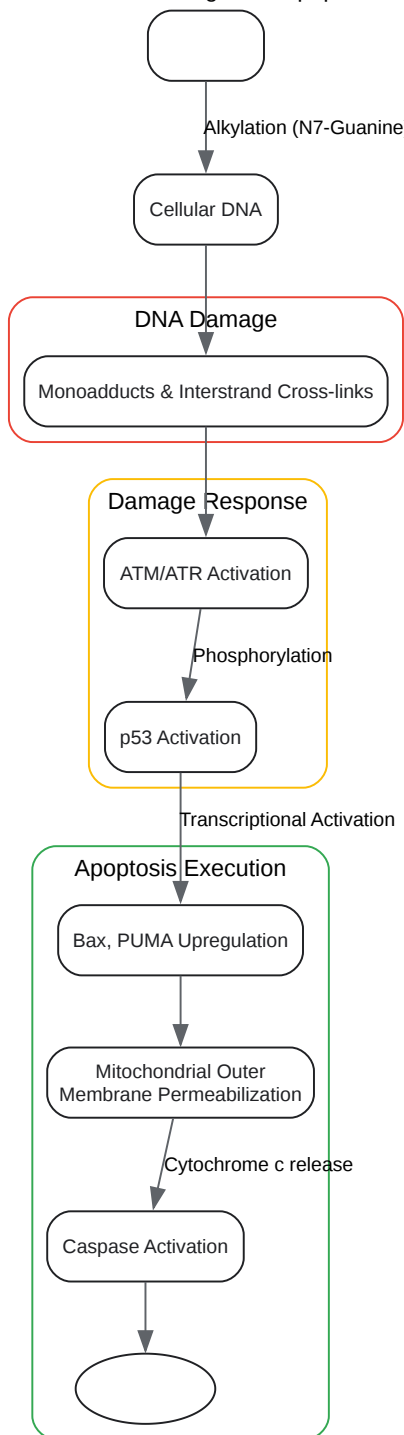 Alkylation (N7-Guanine
Cellular DNA
DNA Damage
Monoadducts & Interstrand Cross-links
Damage Response
ATM/ATR Activation
Phosphorylation
p53 Activation
Transcriptional Activation
Apoptosis Execution
Bax, PUMA Upregulation
Mitochondrial Outer
Membrane Permeabilization
Cytochrome c release
Caspase Activation